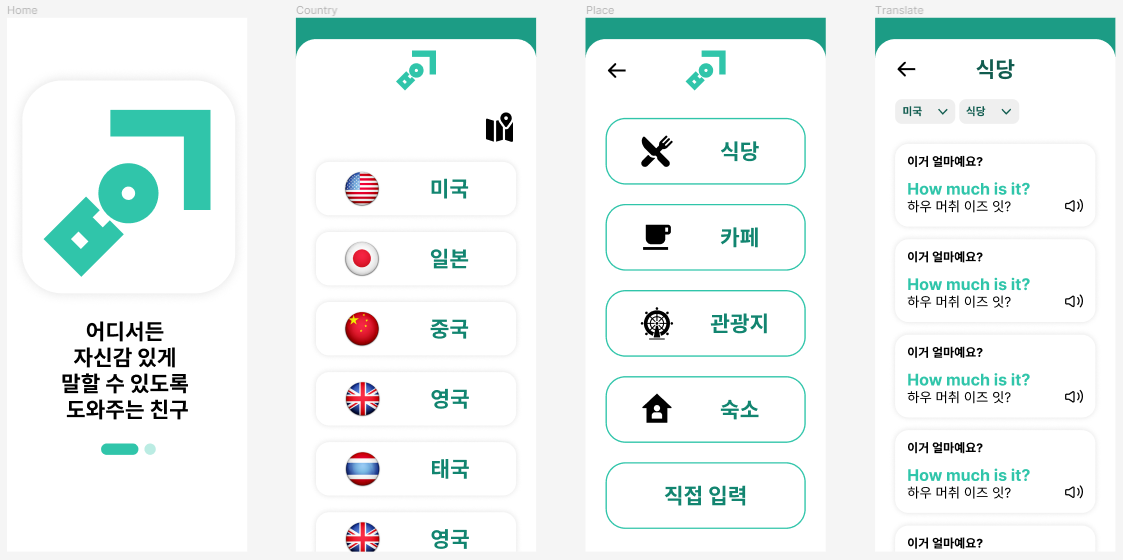 Home
어디서든
자신감 있게
말할 수 있도록
도와주는 친구
Country
미국
일본
중국
영국
태국
영국
Place
식당
카페
관광지
숙소
직접 입력
Translate
식당
미국
식당
이거 얼마예요?
How much is it?
하우 머취 이즈 잇?
이거 얼마예요?
How much is it?
하우 머취 이즈 잇?
이거 얼마예요?
How much is it?
하우 머취 이즈 잇?
이거 얼마예요?
How much is it?
하우 머취 이즈 잇?
이거 얼마예요?